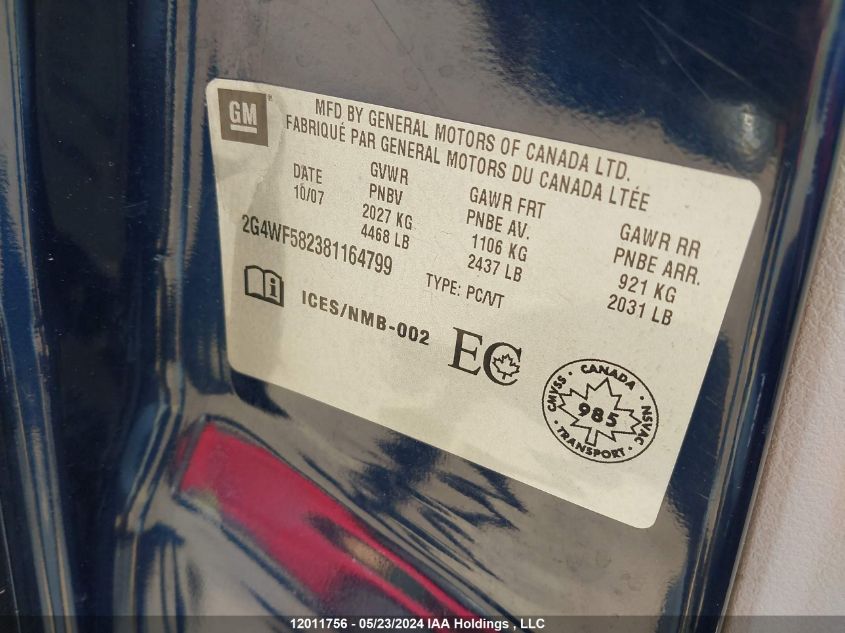 GM
MFD BY GENERAL MOTORS OF CANADA LTD.
FABRIQUÉ PAR GENERAL MOTORS DU CANADA LTÉE
DATE
10/07
GVWR
PNBV
2027 KG
4468 LB
GAWR FRT
PNBE AV.
1106 KG
2437 LB
GAWR RR
PNBE ARR.
921 KG
2031 LB
2G4WF582381164799
TYPE: PC/VT
ICES/NMB-002
EC
CANADA
CMVSS · NSVAC
985
TRANSPORT
12011756 - 05/23/2024 IAA Holdings , LLC